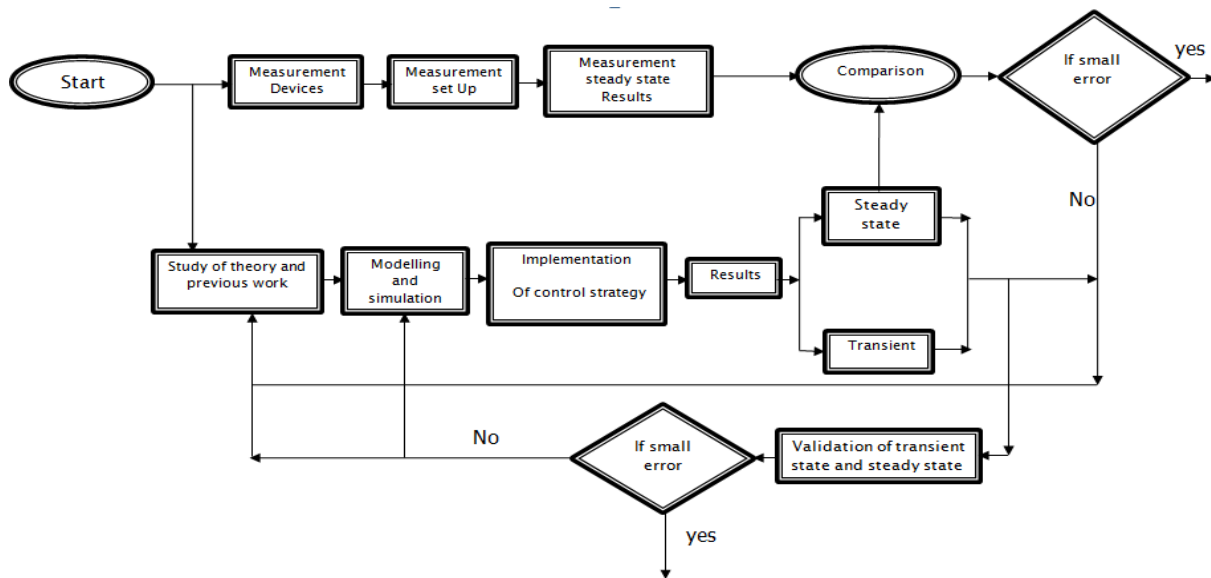 Start
Measurement
Devices
Measurement
set Up
Measurement
steady state
Results
Comparison
If small
error
yes
No
Study of theory and
previous work
Modelling
and
simulation
Implementation
Of control strategy
Results
Steady
state
Transient
Validation of transient
state and steady state
If small
error
No
yes